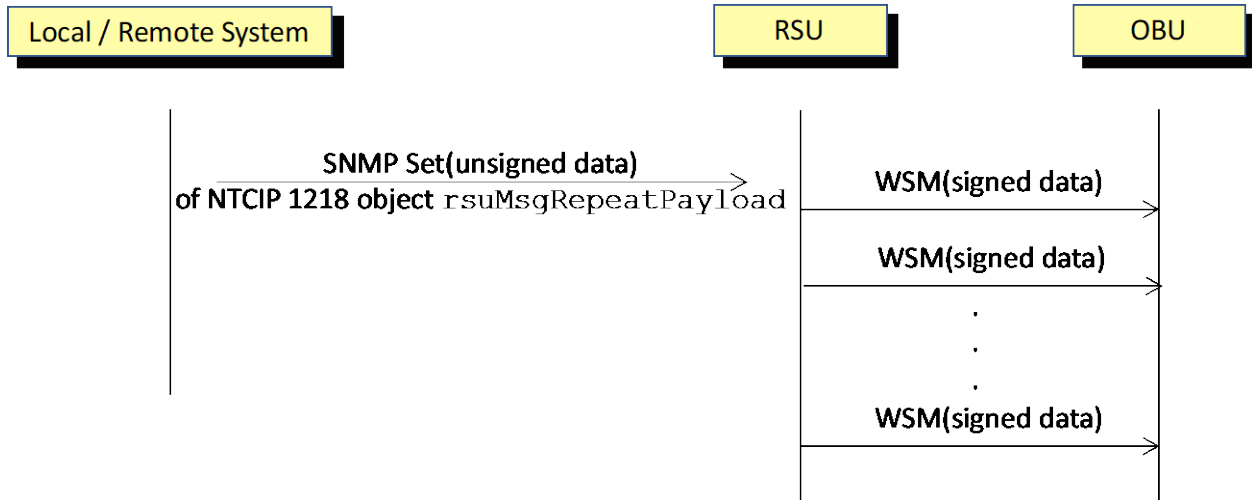 Local / Remote System
RSU
OBU
SNMP Set(unsigned data)
of NTCIP 1218 object rsuMsgRepeatPayload
WSM(signed data)
WSM(signed data)
.
.
.
WSM(signed data)